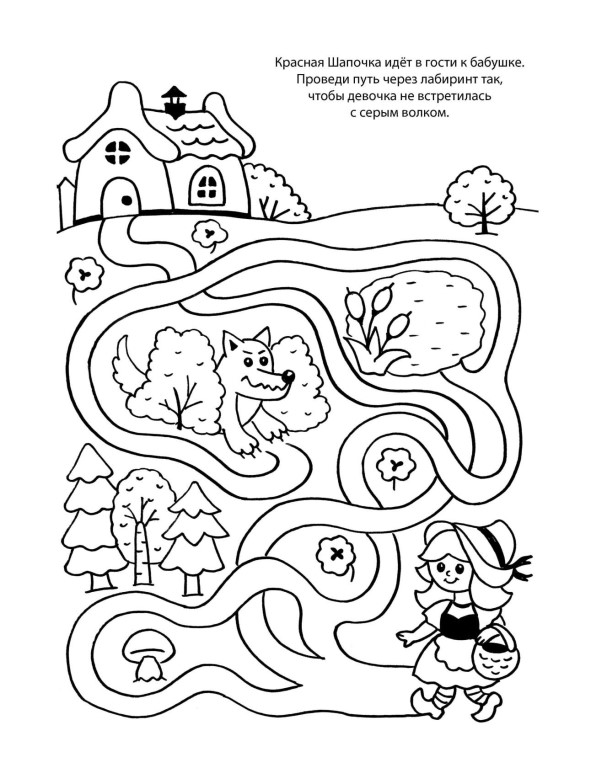 Красная Шапочка идёт в гости к бабушке.
Проведи путь через лабиринт так,
чтобы девочка не встретилась
с серым волком.